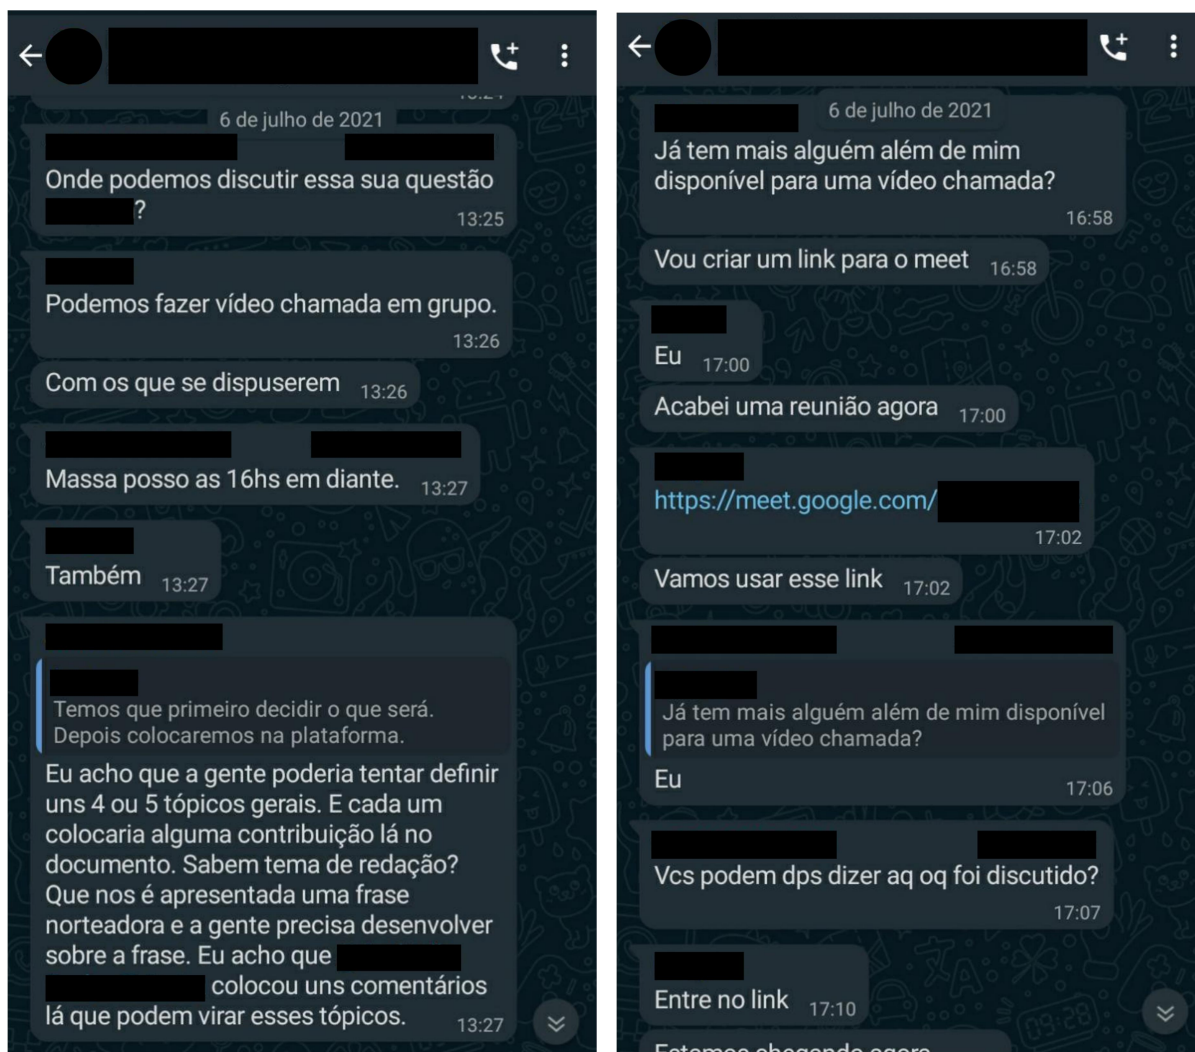 6 de julho de 2021
Onde podemos discutir essa sua questão
?
13:25
Podemos fazer vídeo chamada em grupo.
13:26
Com os que se dispuserem 13:26
Massa posso as 16hs em diante. 13:27
Também 13:27
Temos que primeiro decidir o que será.
Depois colocaremos na plataforma.
Eu acho que a gente poderia tentar definir
uns 4 ou 5 tópicos gerais. E cada um
colocaria alguma contribuição lá no
documento. Sabem tema de redação?
Que nos é apresentada uma frase
norteadora e a gente precisa desenvolver
sobre a frase. Eu acho que
colocou uns comentários
lá que podem virar esses tópicos. 13:27
6 de julho de 2021
Já tem mais alguém além de mim
disponível para uma vídeo chamada?
16:58
Vou criar um link para o meet 16:58
Eu 17:00
Acabei uma reunião agora 17:00
https://meet.google.com/
17:02
Vamos usar esse link 17:02
Já tem mais alguém além de mim disponível
para uma vídeo chamada?
Eu 17:06
Vcs podem dps dizer aq oq foi discutido?
17:07
Entre no link 17:10
Estamos chegando agora